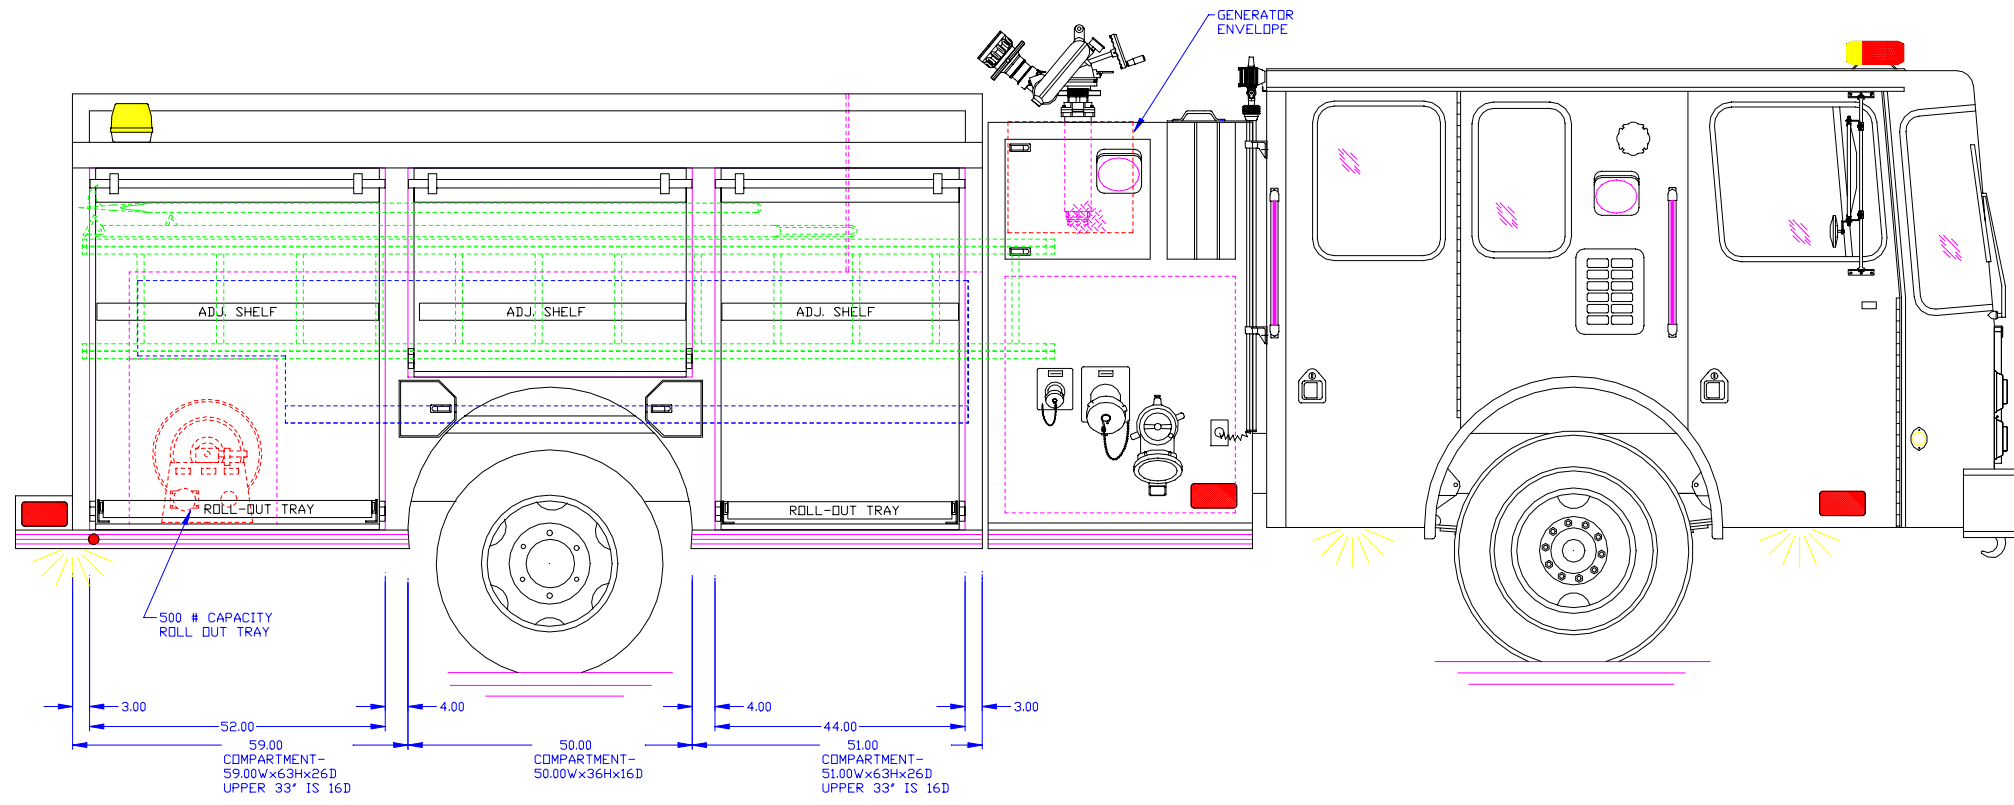 GENERATOR
ENVELOPE
ADJ. SHELF
ADJ. SHELF
ADJ. SHELF
ROLL-OUT TRAY
ROLL-OUT TRAY
500 # CAPACITY
ROLL OUT TRAY
3.00
4.00
4.00
3.00
52.00
44.00
59.00
50.00
51.00
COMPARTMENT-
59.00Wx63Hx26D
UPPER 33" IS 16D
COMPARTMENT-
50.00Wx36Hx16D
COMPARTMENT-
51.00Wx63Hx26D
UPPER 33" IS 16D